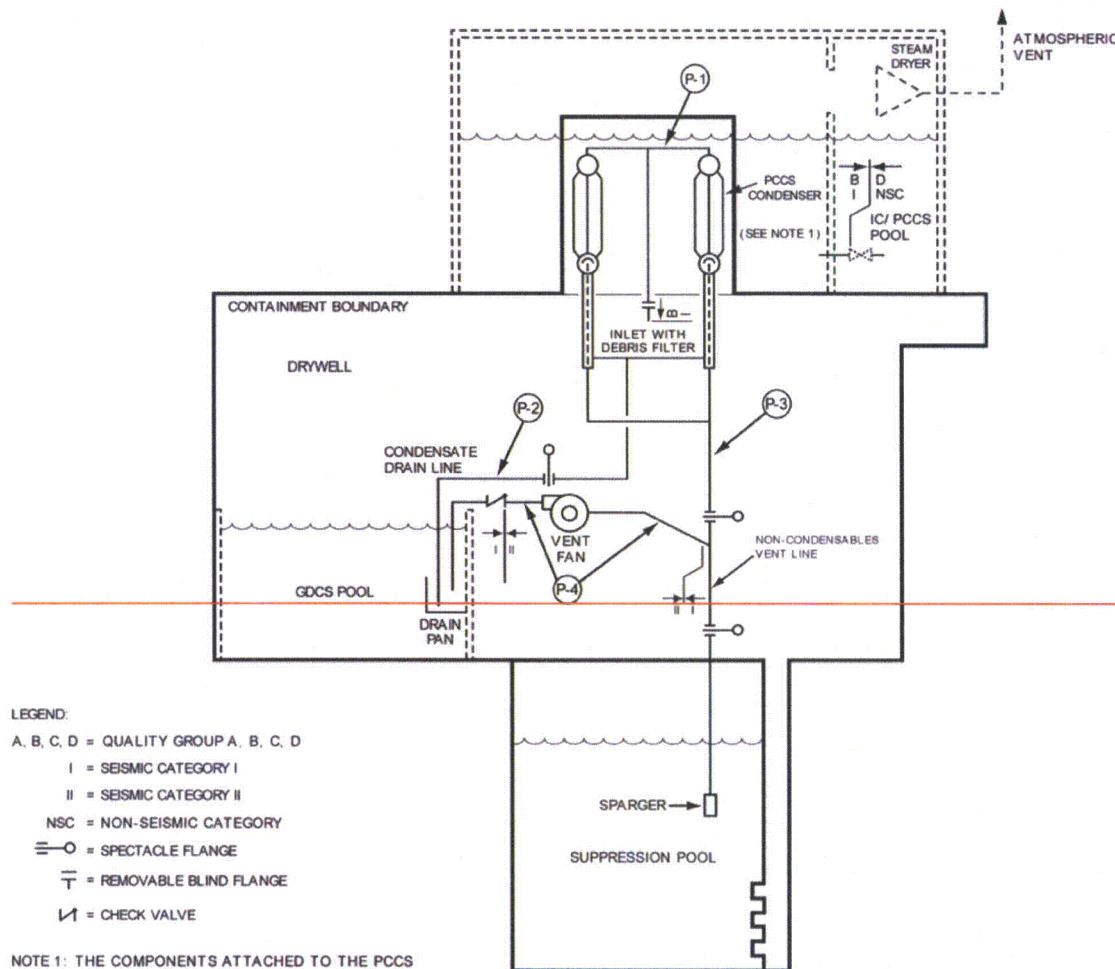 ATMOSPHERIC
VENT
STEAM
DRYER
P-1
B
I
D
NSC
IC/ PCCS
POOL
PCCS
CONDENSER
(SEE NOTE 1)
CONTAINMENT BOUNDARY
B
I
INLET WITH
DEBRIS FILTER
DRYWELL
P-2
P-3
CONDENSATE
DRAIN LINE
I
II
VENT
FAN
NON-CONDENSABLES
VENT LINE
P-4
GDCS POOL
II
I
DRAIN
PAN
LEGEND:
A, B, C, D = QUALITY GROUP A, B, C, D
I = SEISMIC CATEGORY I
II = SEISMIC CATEGORY II
NSC = NON-SEISMIC CATEGORY
= SPECTACLE FLANGE
= REMOVABLE BLIND FLANGE
= CHECK VALVE
SPARGER
SUPPRESSION POOL
NOTE 1: THE COMPONENTS ATTACHED TO THE PCCS